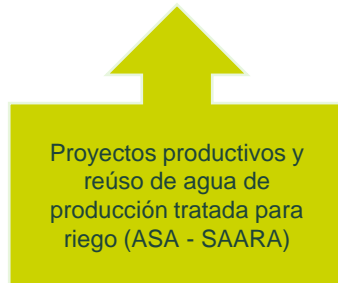 Proyectos productivos y
reúso de agua de
producción tratada para
riego (ASA - SAARA)